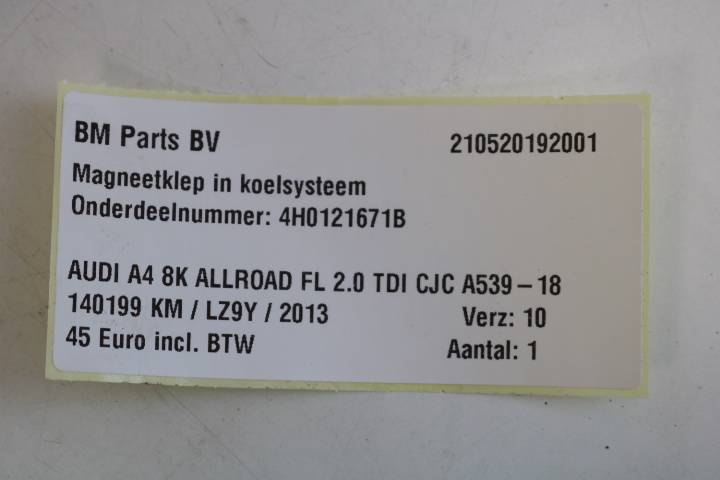 BM Parts BV 210520192001
Magneetklep in koelsysteem
Onderdeelnummer: 4H0121671B
AUDI A4 8K ALLROAD FL 2.0 TDI CJC A539-18
140199 KM / LZ9Y / 2013 Verz: 10
45 Euro incl. BTW Aantal: 1